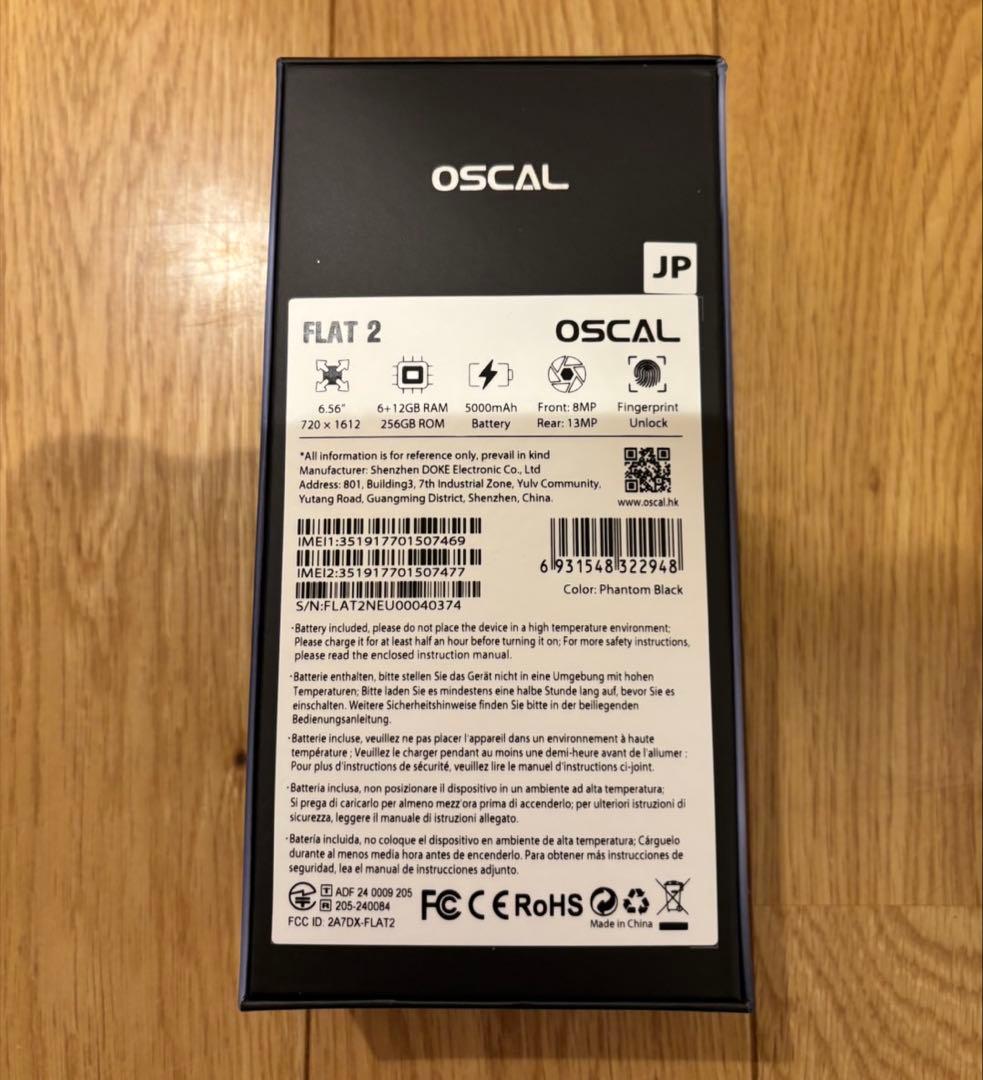 OSCAL
JP
FLAT 2 OSCAL
6.56" 6+12GB RAM 5000mAh Front: 8MP Fingerprint
720 × 1612 256GB ROM Battery Rear: 13MP Unlock
*All information is for reference only, prevail in kind
Manufacturer: Shenzhen DOKE Electronic Co., Ltd
Address: 801, Building3, 7th Industrial Zone, Yulv Community,
Yutang Road, Guangming District, Shenzhen, China.
www.oscal.hk
IMEI1:351917701507469
IMEI2:351917701507477
S/N:FLAT2NEU00040374
6 931548 322948
Color: Phantom Black
·Battery included, please do not place the device in a high temperature environment;
Please charge it for at least half an hour before turning it on; For more safety instructions,
please read the enclosed instruction manual.
·Batterie enthalten, bitte stellen Sie das Gerät nicht in eine Umgebung mit hohen
Temperaturen; Bitte laden Sie es mindestens eine halbe Stunde lang auf, bevor Sie es
einschalten. Weitere Sicherheitshinweise finden Sie bitte in der beiliegenden
Bedienungsanleitung.
·Batterie incluse, veuillez ne pas placer l'appareil dans un environnement à haute
température ; Veuillez le charger pendant au moins une demi-heure avant de l'allumer ;
Pour plus d'instructions de sécurité, veuillez lire le manuel d'instructions ci-joint.
·Batteria inclusa, non posizionare il dispositivo in un ambiente ad alta temperatura;
Si prega di caricarlo per almeno mezz'ora prima di accenderlo; per ulteriori istruzioni di
sicurezza, leggere il manuale di istruzioni allegato.
·Batería incluida, no coloque el dispositivo en ambiente de alta temperatura; Cárguelo
durante al menos media hora antes de encenderlo. Para obtener más instrucciones de
seguridad, lea el manual de instrucciones adjunto.
T ADF 24 0009 205
R 205-240084
FCC ID: 2A7DX-FLAT2
FC CE RoHS
Made in China